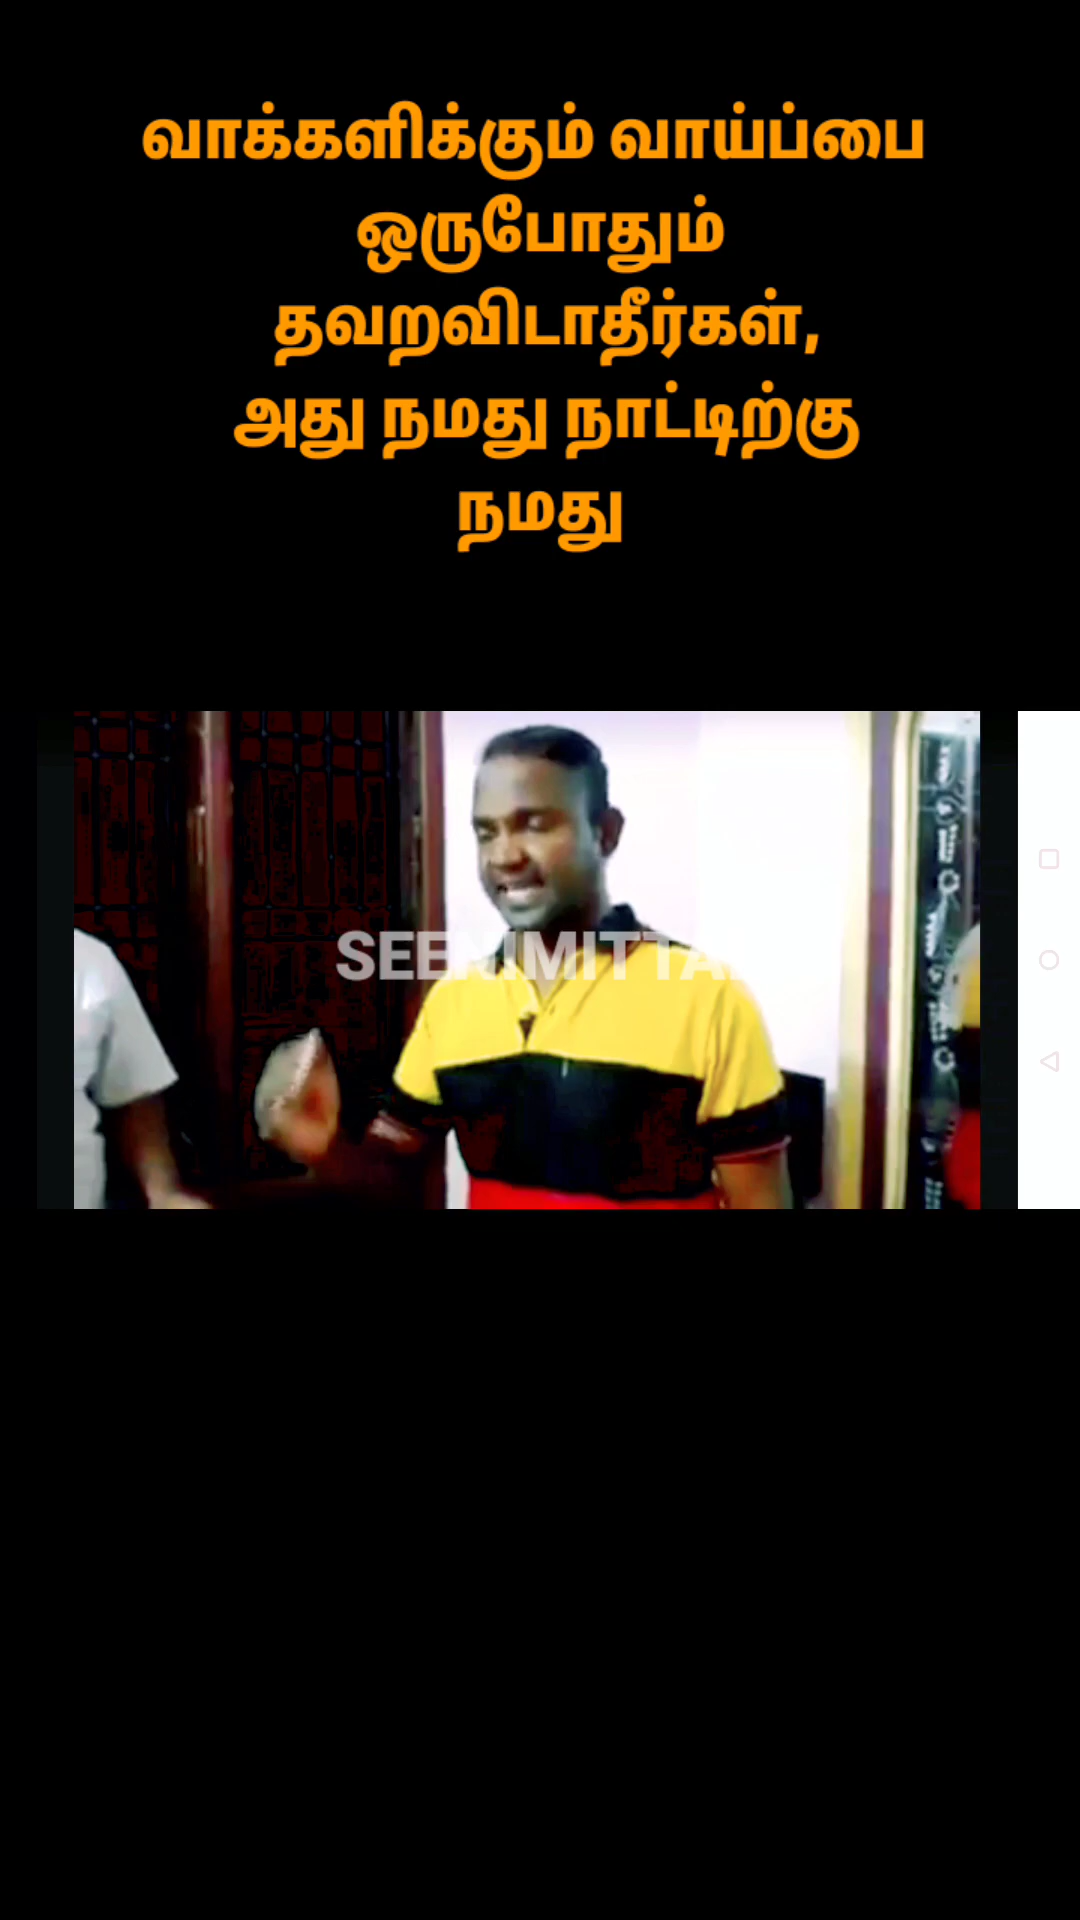 வாக்களிக்கும் வாய்ப்பை
ஒருபோதும்
தவறவிடாதீர்கள்,
அது நமது நாட்டிற்கு
நமது